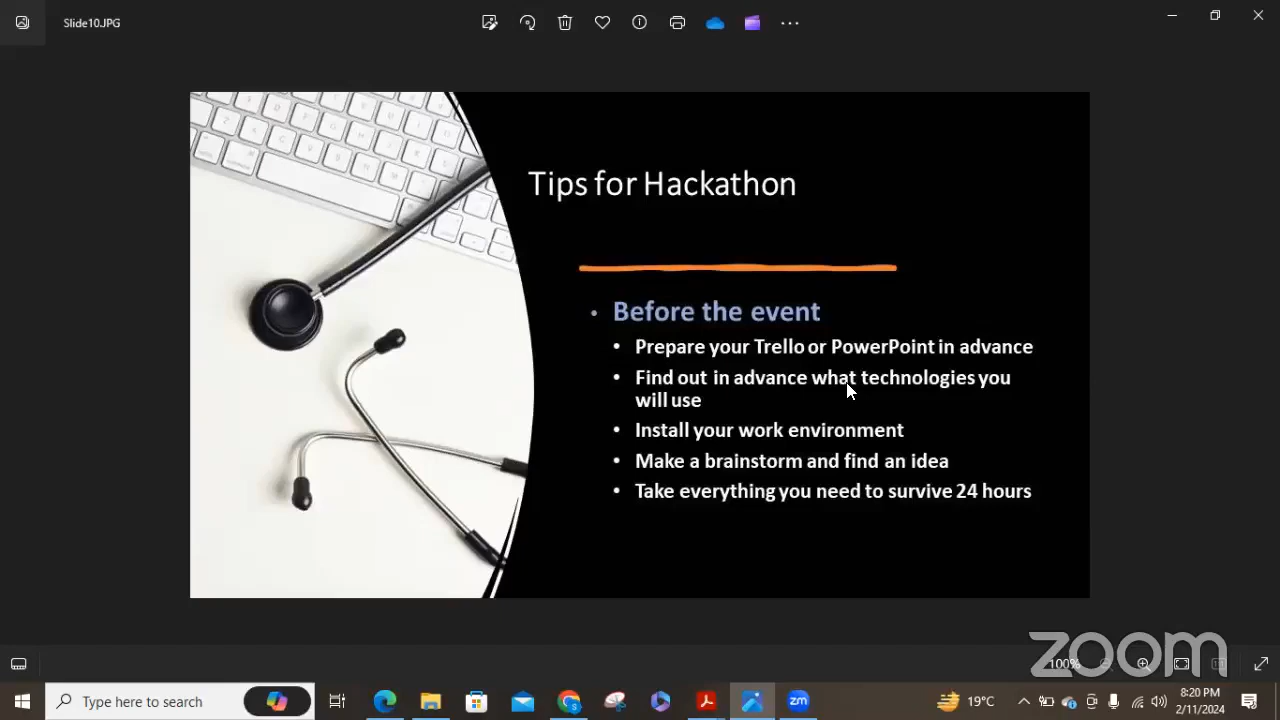 Slide10.JPG
Tips for Hackathon
• Before the event
• Prepare your Trello or PowerPoint in advance
• Find out in advance what technologies you
will use
• Install your work environment
• Make a brainstorm and find an idea
• Take everything you need to survive 24 hours
zoom
100%
Type here to search
19°C
8:20 PM
2/11/2024